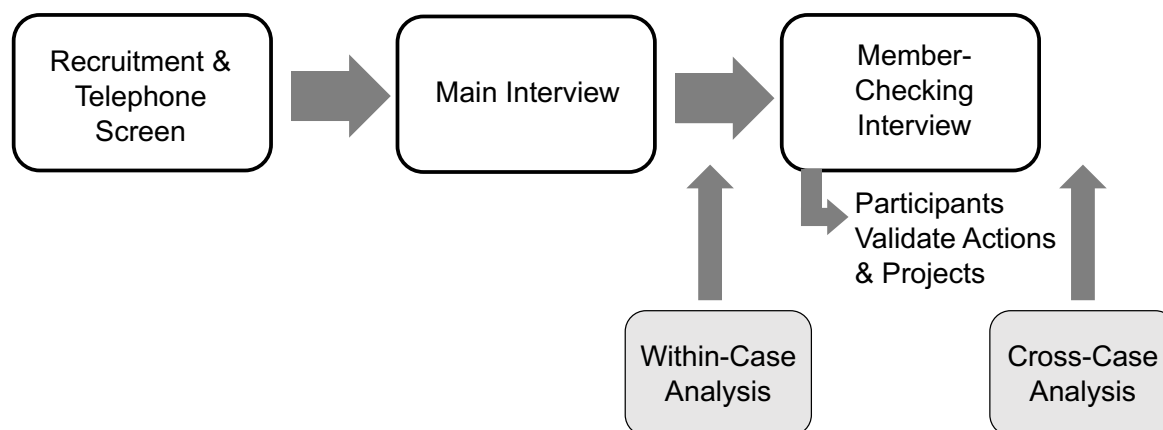 Recruitment &
Telephone
Screen
Main Interview
Member-
Checking
Interview
Participants
Validate Actions
& Projects
Within-Case
Analysis
Cross-Case
Analysis